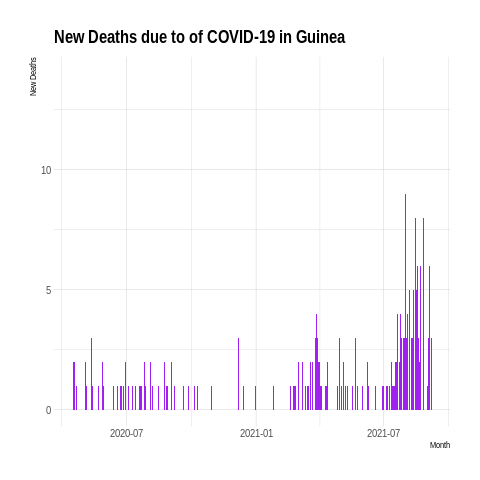 New Deaths due to of COVID-19 in Guinea
New Deaths
10
5
0
2020-07
2021-01
2021-07
Month